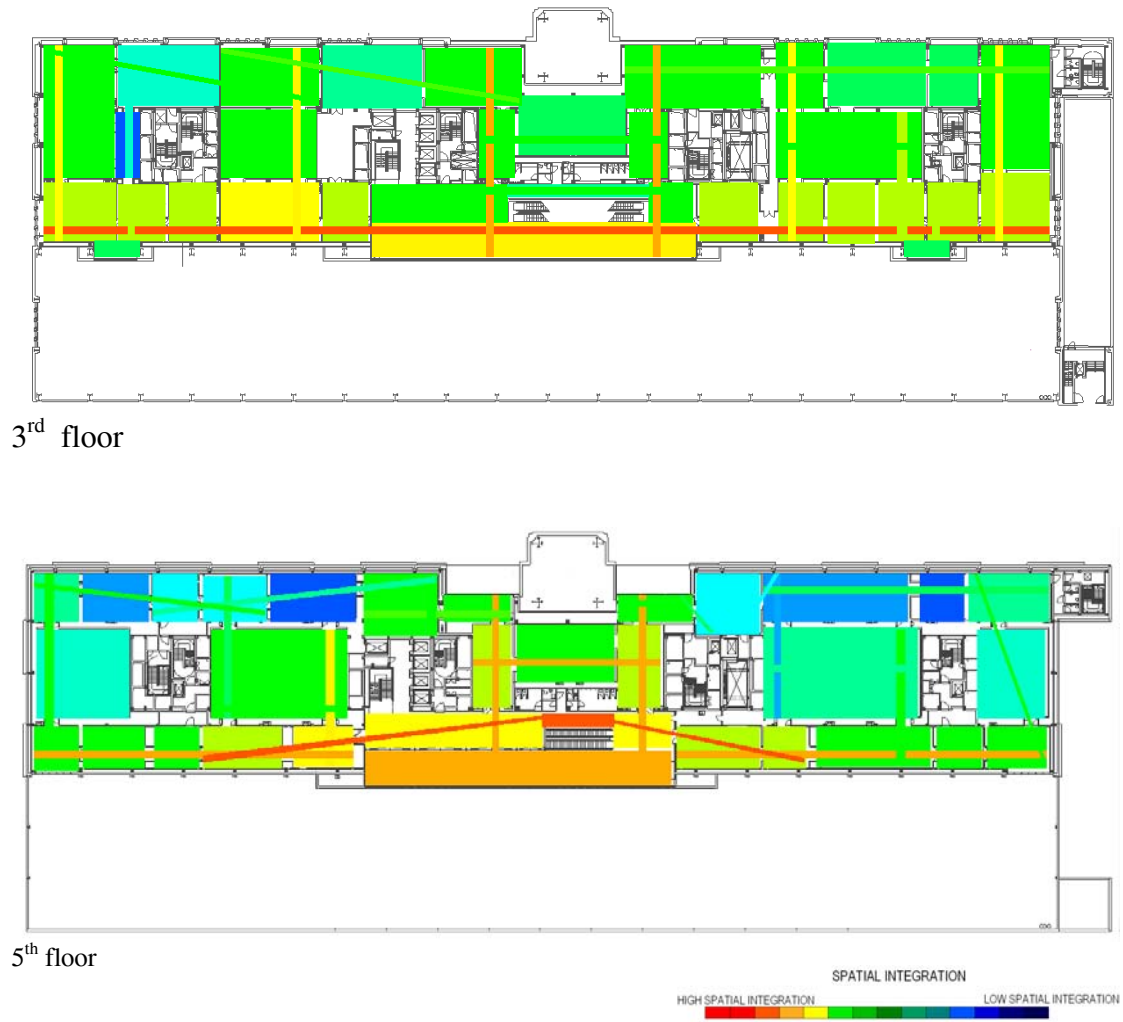 3rd floor
5th floor
SPATIAL INTEGRATION
HIGH SPATIAL INTEGRATION LOW SPATIAL INTEGRATION